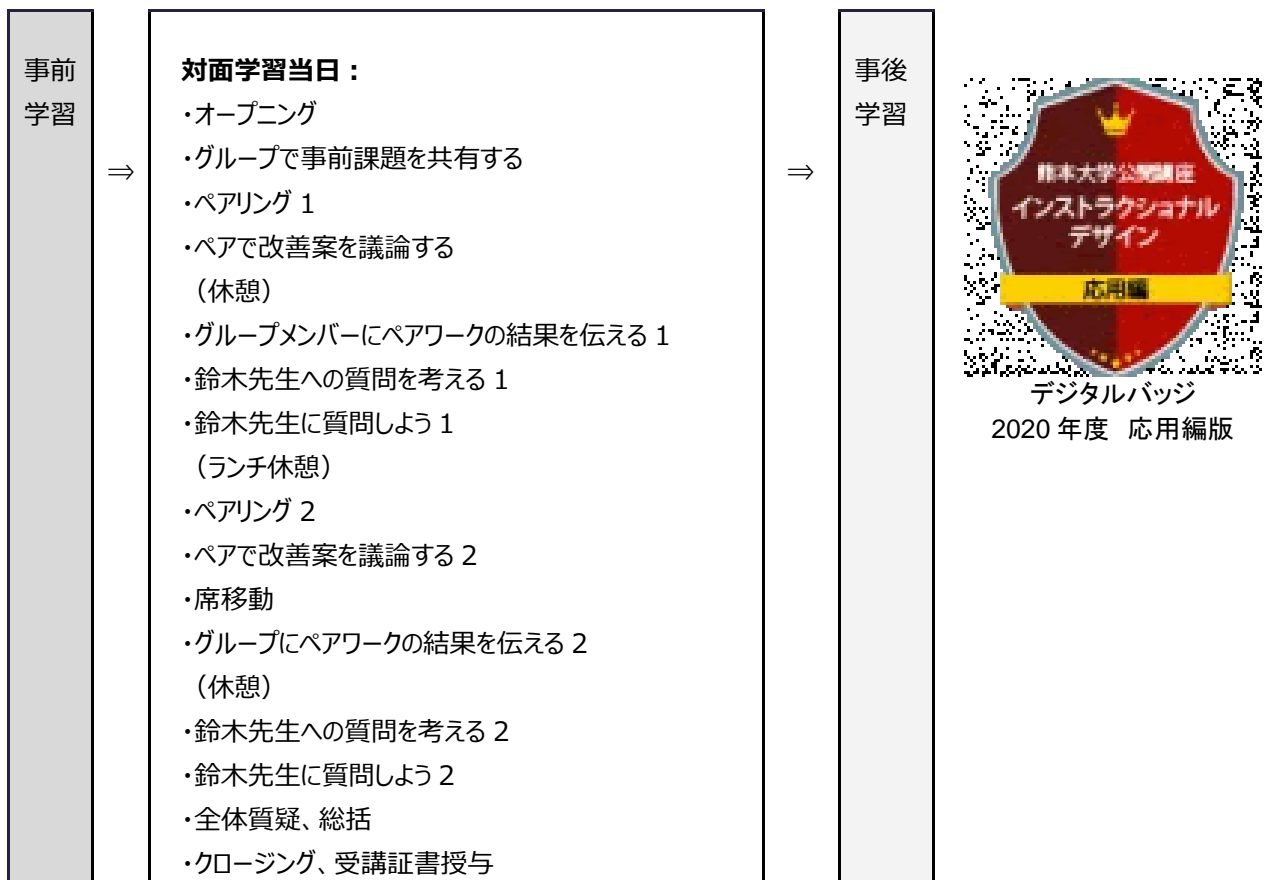 事前
学習
⇒
対面学習当日：
・オープニング
・グループで事前課題を共有する
・ペアリング 1
・ペアで改善案を議論する
（休憩）
・グループメンバーにペアワークの結果を伝える 1
・鈴木先生への質問を考える 1
・鈴木先生に質問しよう 1
（ランチ休憩）
・ペアリング 2
・ペアで改善案を議論する 2
・席移動
・グループにペアワークの結果を伝える 2
（休憩）
・鈴木先生への質問を考える 2
・鈴木先生に質問しよう 2
・全体質疑、総括
・クロージング、受講証書授与
⇒
事後
学習
熊本大学公開講座
インストラクショナル
デザイン
応用編
デジタルバッジ
2020 年度 応用編版